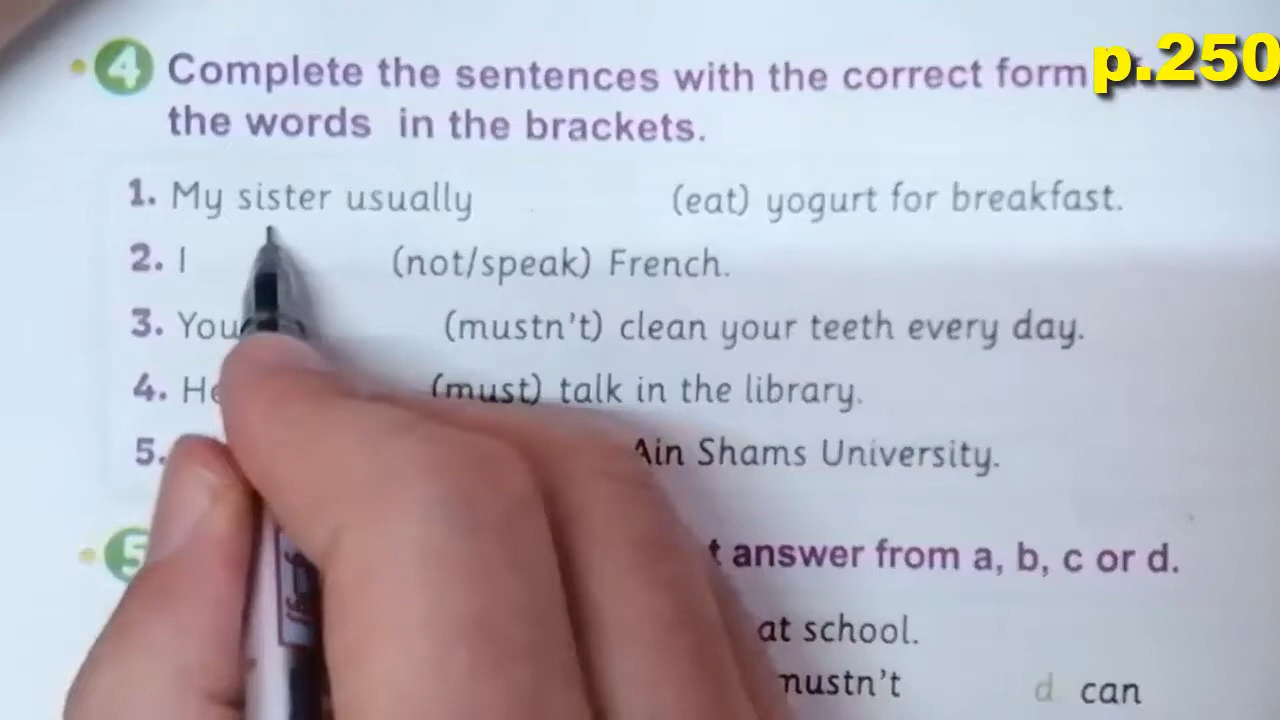 p.250
4 Complete the sentences with the correct form
the words in the brackets.
1. My sister usually (eat) yogurt for breakfast.
2. I (not/speak) French.
3. You (mustn't) clean your teeth every day.
4. He (must) talk in the library.
5. Ain Shams University.
5 answer from a, b, c or d.
at school.
mustn't d can